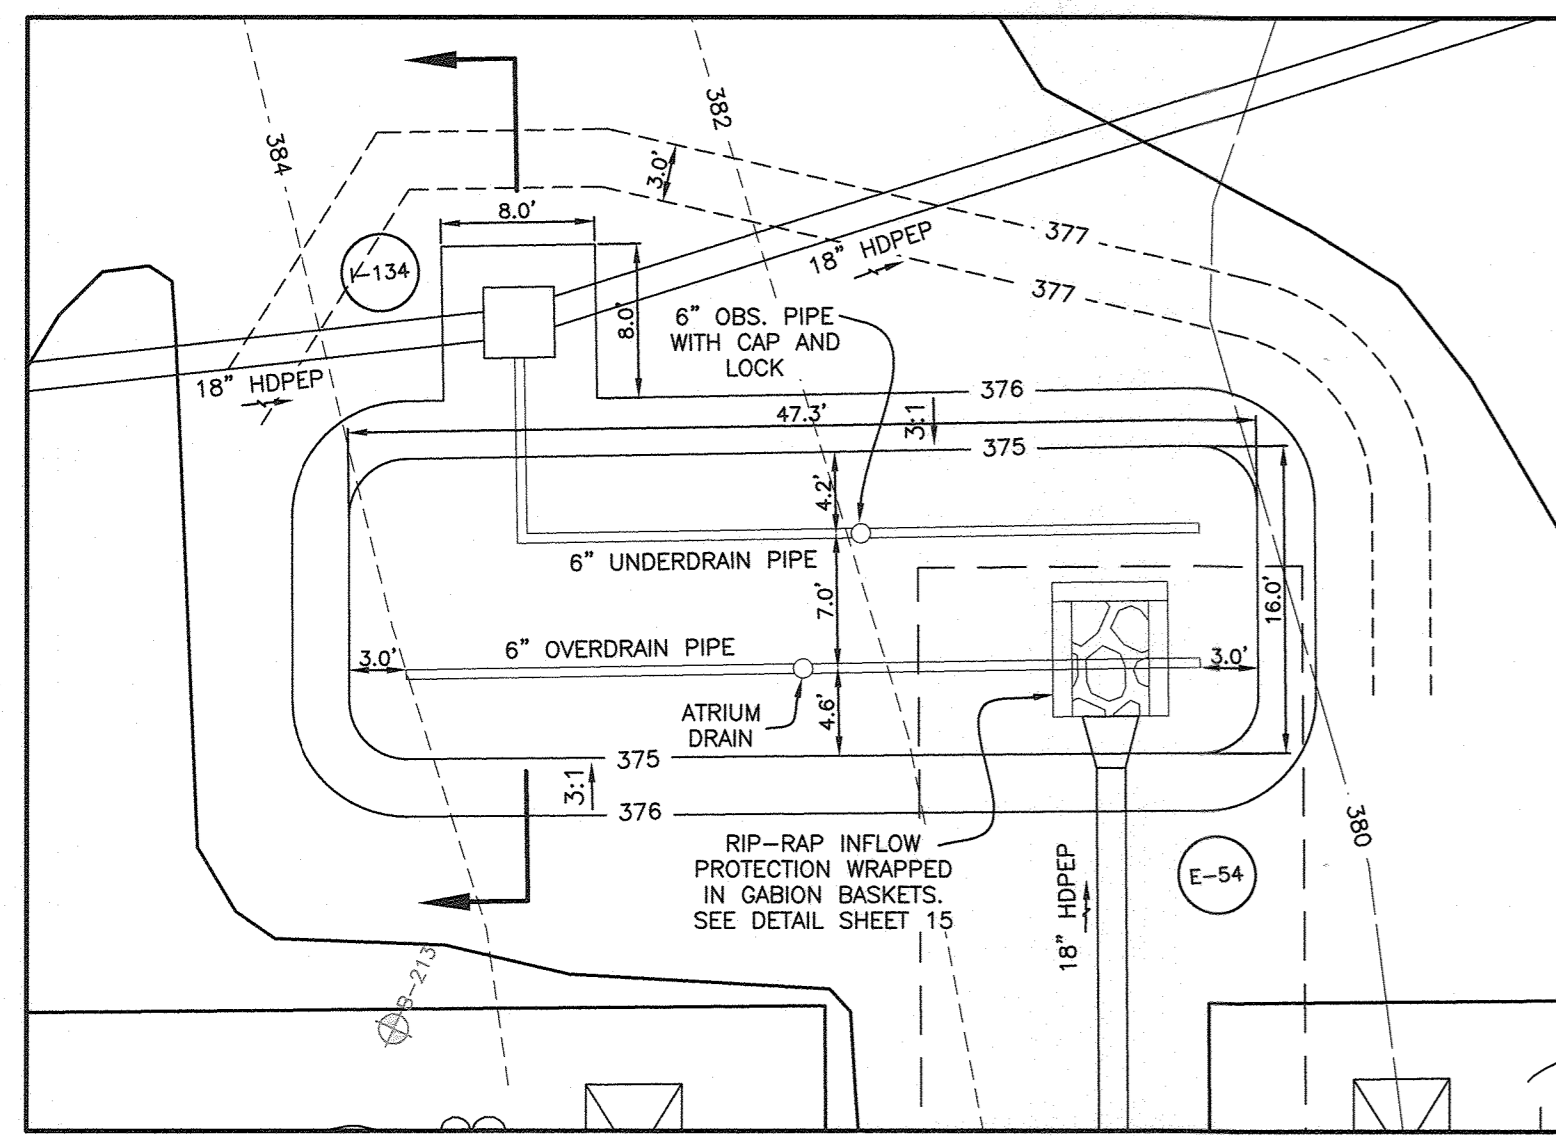 382
384
3.0'
8.0'
377
I-134
18" HDPEP
377
8.0'
6" OBS. PIPE
WITH CAP AND
LOCK
18" HDPEP
376
47.3'
3:1
375
4.2'
6" UNDERDRAIN PIPE
7.0'
16.0'
6" OVERDRAIN PIPE
3.0'
3.0'
ATRIUM
DRAIN
4.6'
375
3:1
376
380
RIP-RAP INFLOW
PROTECTION WRAPPED
IN GABION BASKETS.
SEE DETAIL SHEET 15
E-54
18" HDPEP
B-213